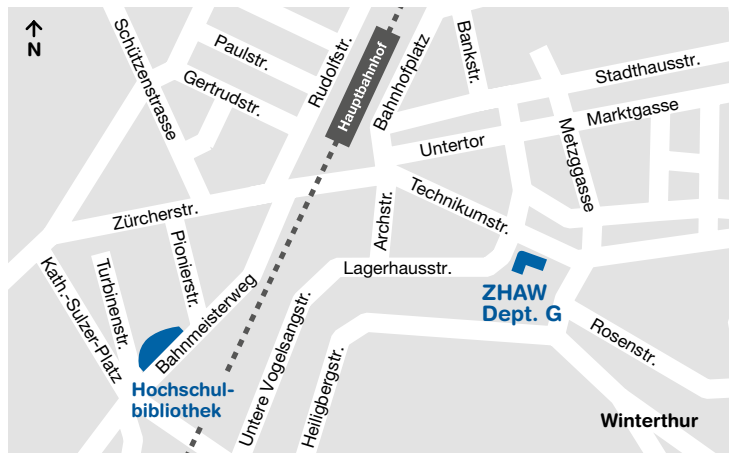 N
Schützenstrasse
Paulstr.
Gertrudstr.
Rudolfstr.
Hauptbahnhof
Bahnhofplatz
Bankstr.
Stadthausstr.
Marktgasse
Metzggasse
Untertor
Technikumstr.
Archstr.
Zürcherstr.
Pionierstr.
Lagerhausstr.
Kath.-Sulzer-Platz
Turbinenstr.
Bahnmeisterweg
ZHAW
Dept. G
Rosenstr.
Hochschul-
bibliothek
Untere Vogelsangstr.
Heiligbergstr.
Winterthur